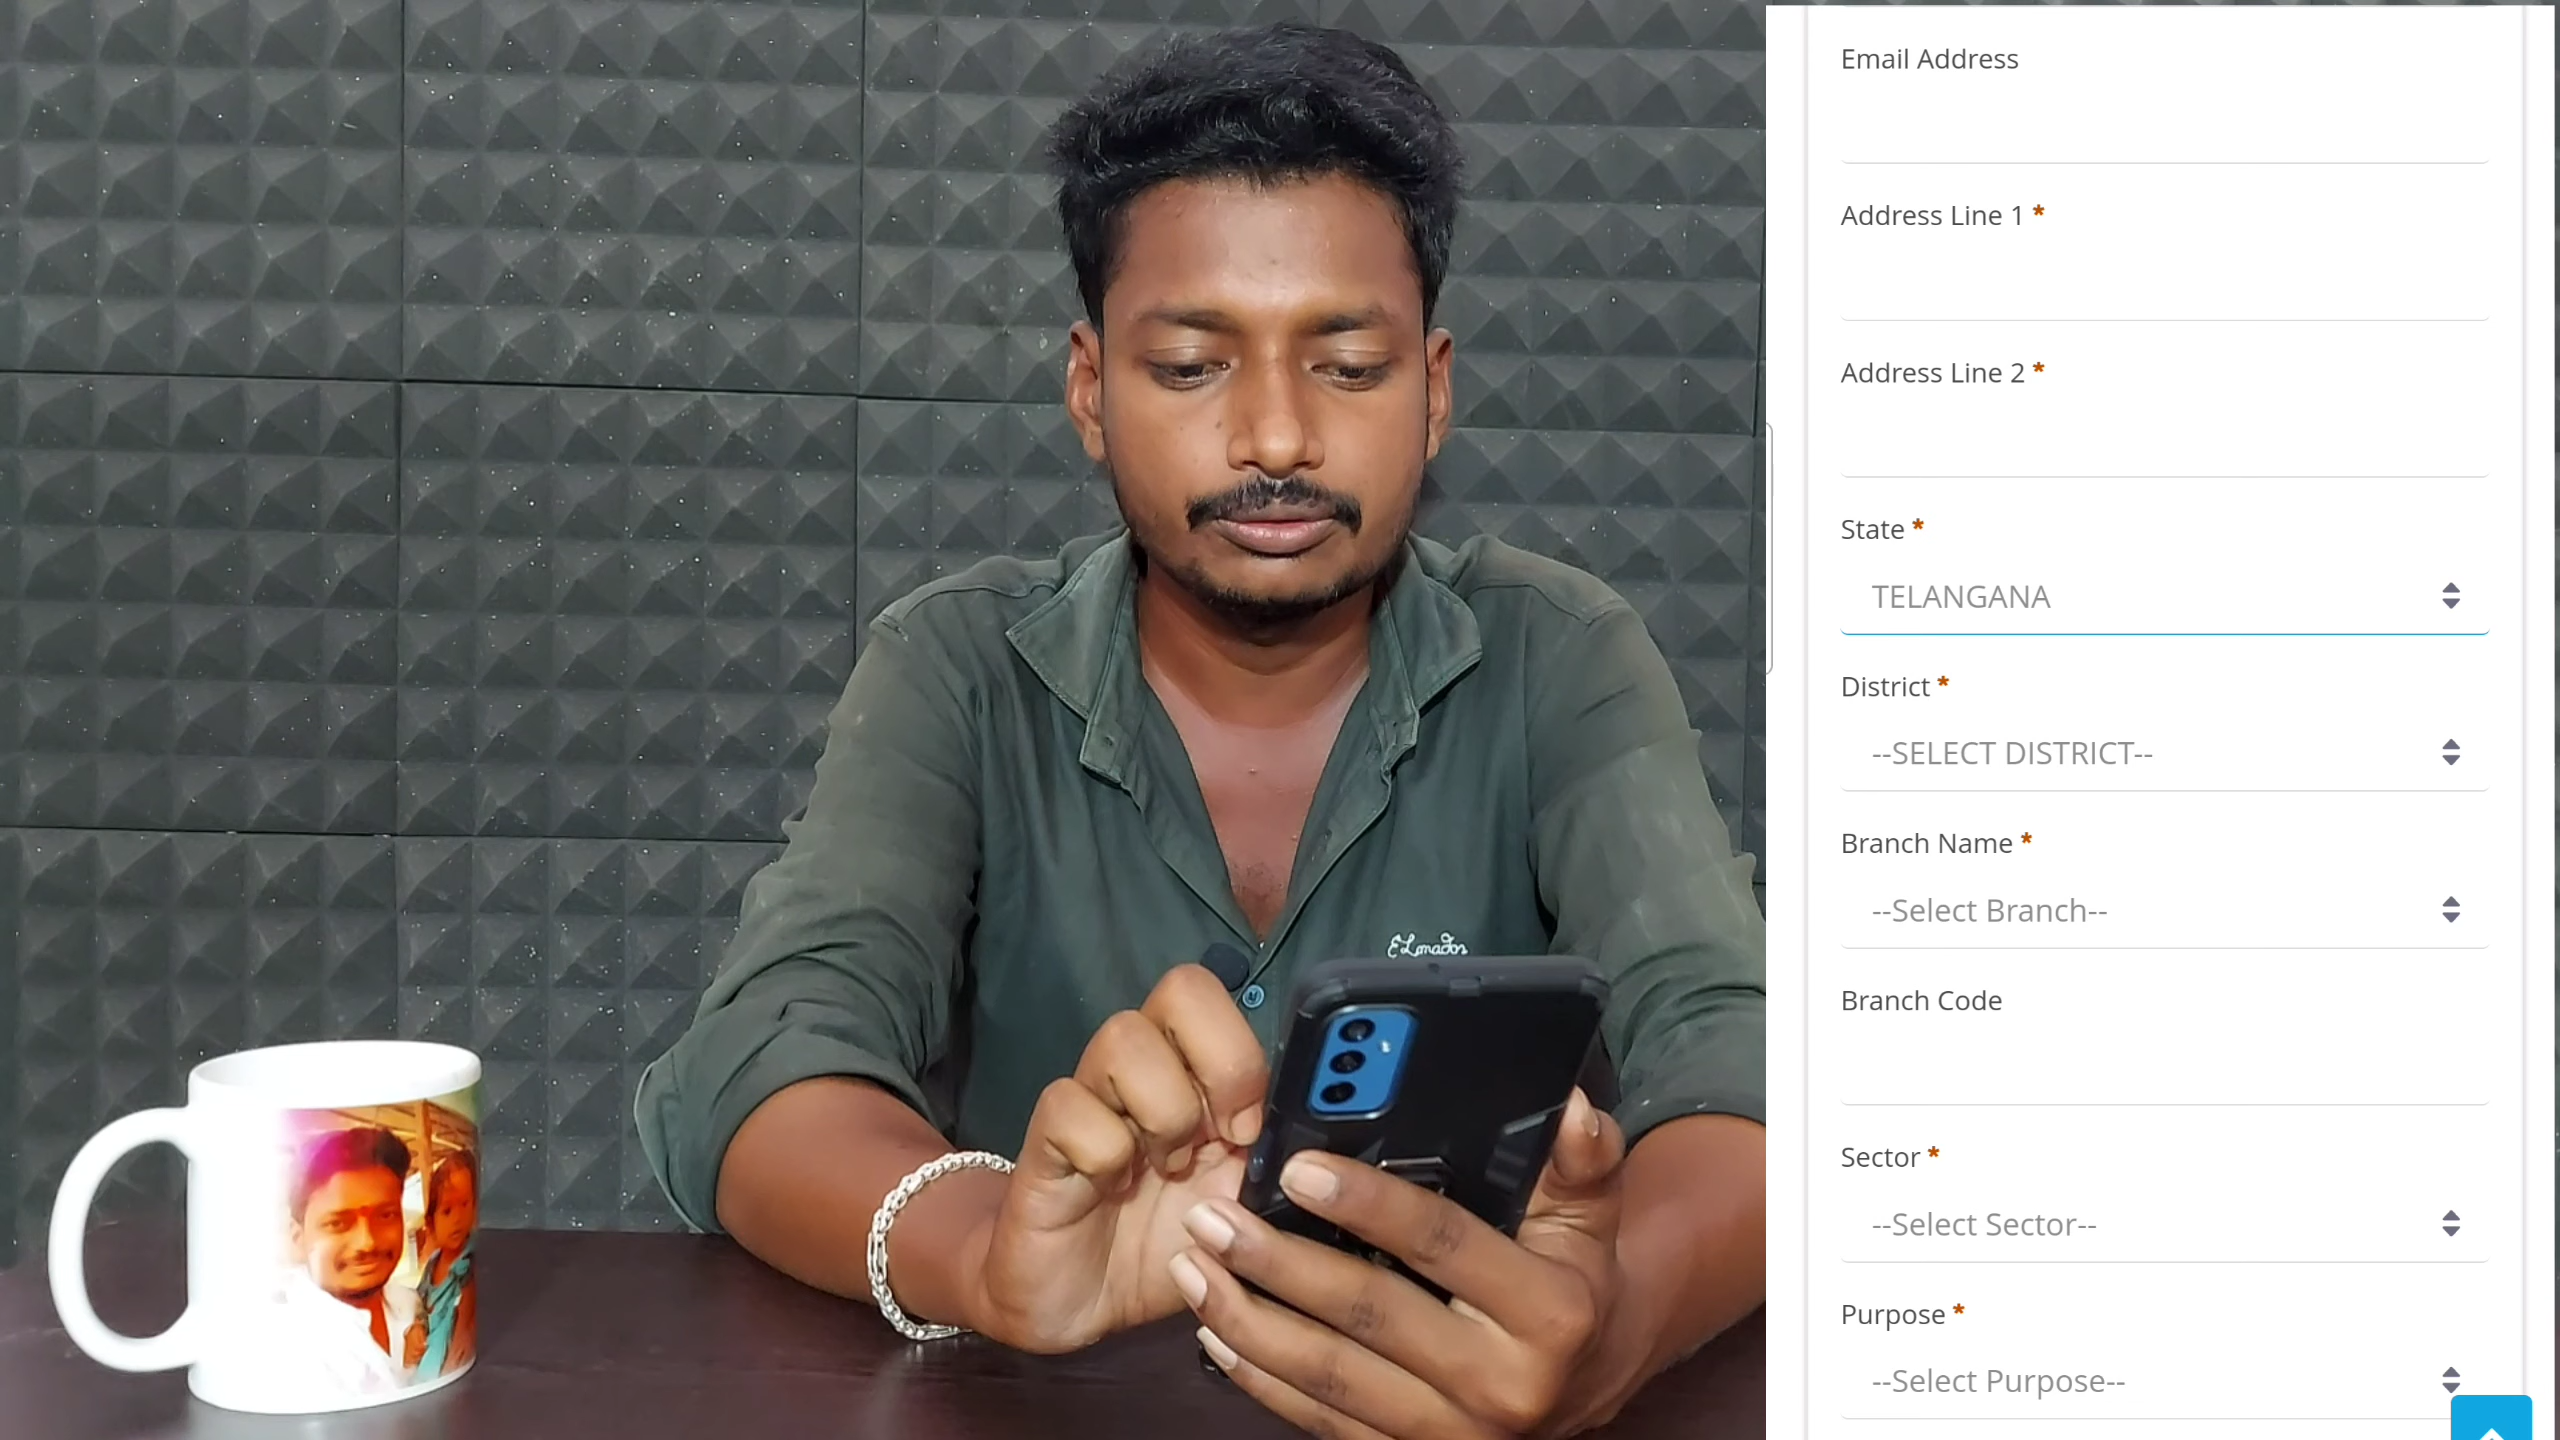 Email Address
Address Line 1 *
Address Line 2 *
State *
TELANGANA
District *
--SELECT DISTRICT--
Branch Name *
--Select Branch--
Branch Code
Sector *
--Select Sector--
Purpose *
--Select Purpose--